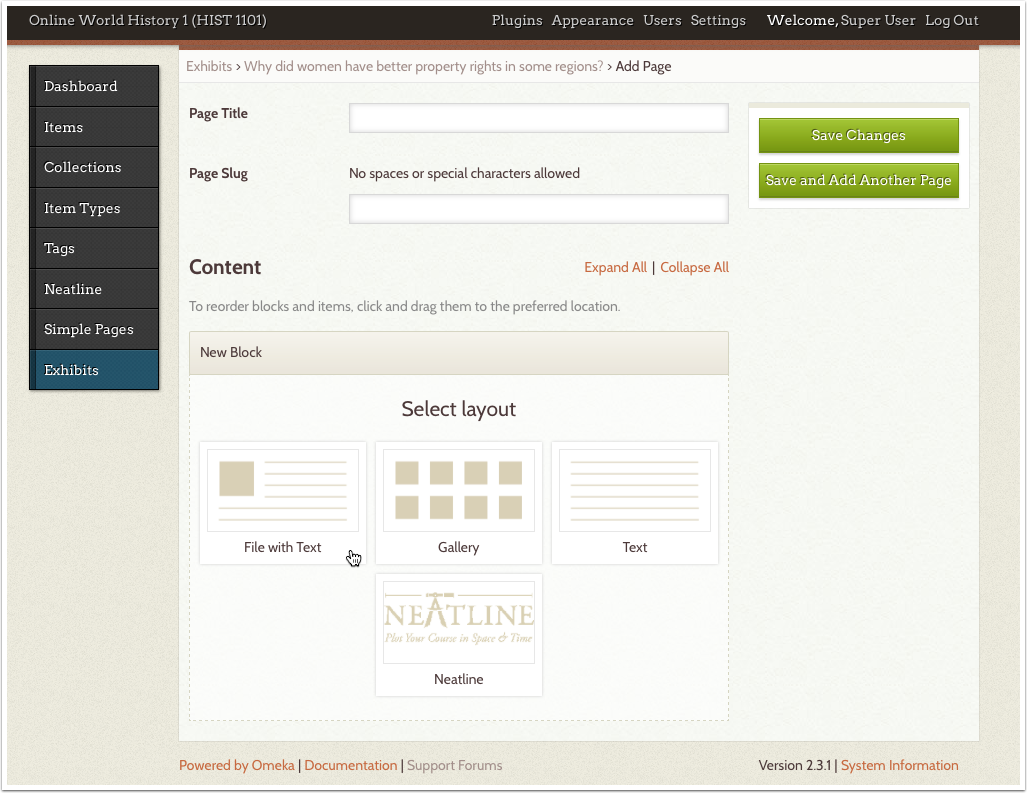 Online World History 1 (HIST 1101)
Plugins Appearance Users Settings Welcome, Super User Log Out
Dashboard
Items
Collections
Item Types
Tags
Neatline
Simple Pages
Exhibits
Exhibits › Why did women have better property rights in some regions? › Add Page
Page Title
Page Slug
No spaces or special characters allowed
Save Changes
Save and Add Another Page
Content
Expand All | Collapse All
To reorder blocks and items, click and drag them to the preferred location.
New Block
Select layout
File with Text
Gallery
Text
NEATLINE
Plot Your Course in Space & Time
Neatline
Powered by Omeka | Documentation | Support Forums
Version 2.3.1 | System Information